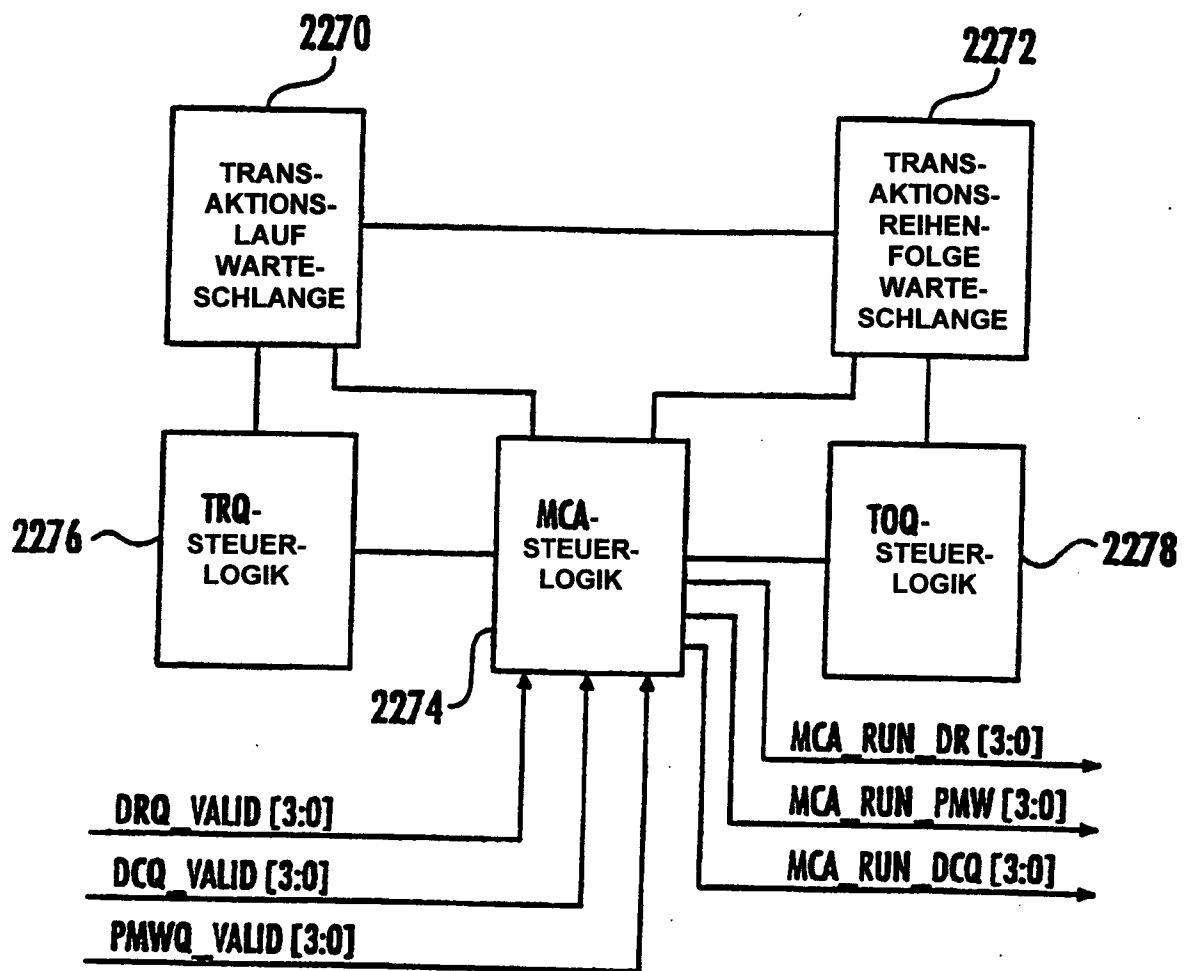 2270
2272
TRANS-
AKTIONS-
LAUF
WARTE-
SCHLANGE
TRANS-
AKTIONS-
REIHEN-
FOLGE
WARTE-
SCHLANGE
2276
TRQ-
STEUER-
LOGIK
MCA-
STEUER-
LOGIK
TOQ-
STEUER-
LOGIK
2278
2274
MCA_RUN_DR [3:0]
MCA_RUN_PMW [3:0]
MCA_RUN_DCQ [3:0]
DRQ_VALID [3:0]
DCQ_VALID [3:0]
PMWQ_VALID [3:0]